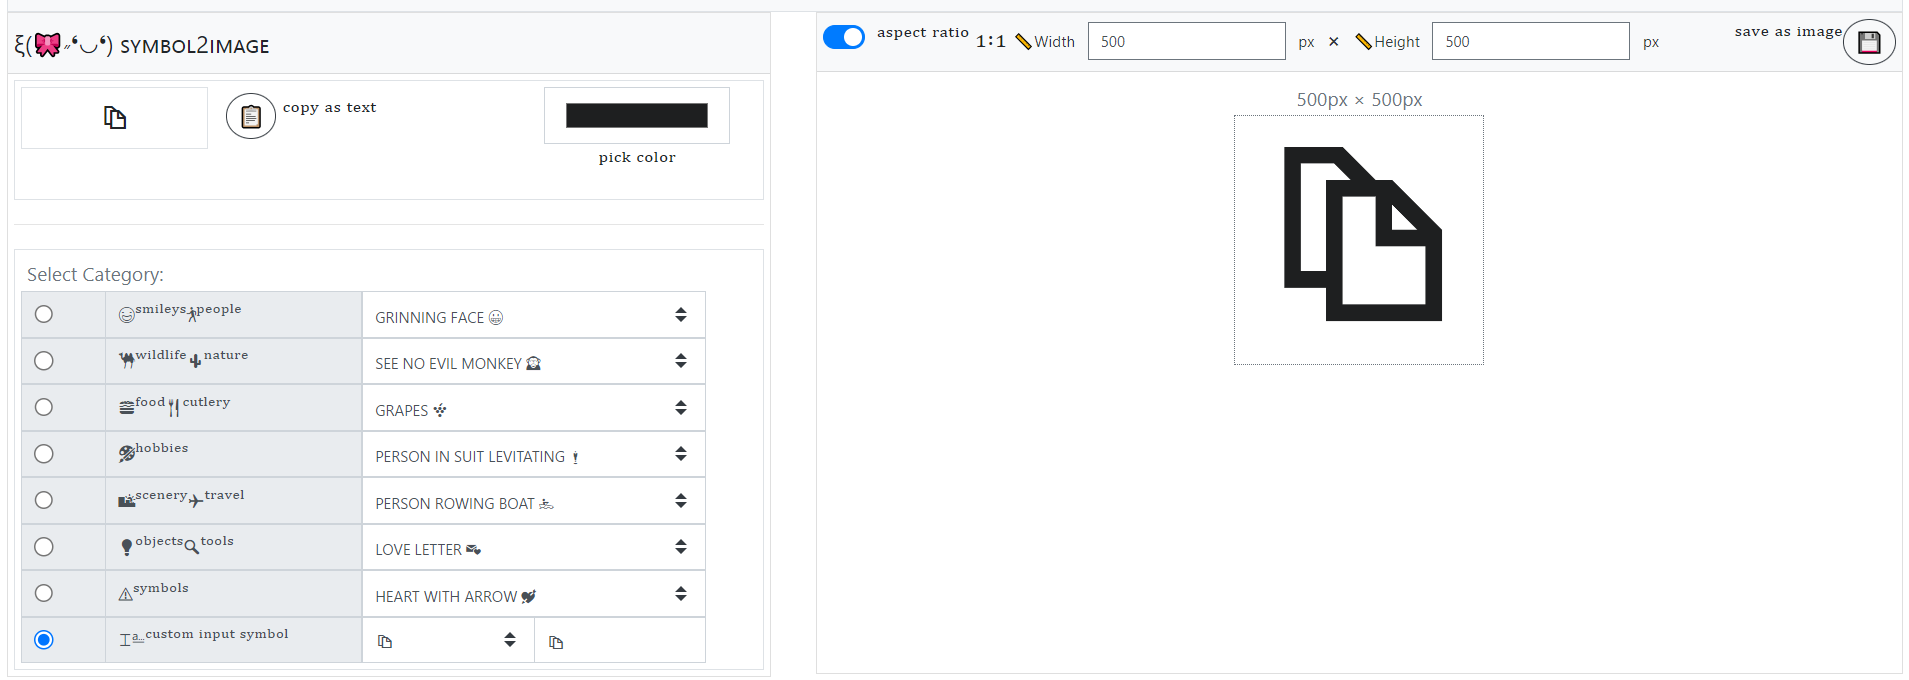 ξ(🎀˶❛◡❛) SYMBOL2IMAGE
copy as text
pick color
Select Category:
smileys people GRINNING FACE 😀
wildlife nature SEE NO EVIL MONKEY 🙈
food cutlery GRAPES 🍇
hobbies PERSON IN SUIT LEVITATING 🕴
scenery travel PERSON ROWING BOAT 🚣
objects tools LOVE LETTER 💌
symbols HEART WITH ARROW 💘
custom input symbol
aspect ratio 1:1 📏Width 500 px × 📏Height 500 px save as image
500px × 500px